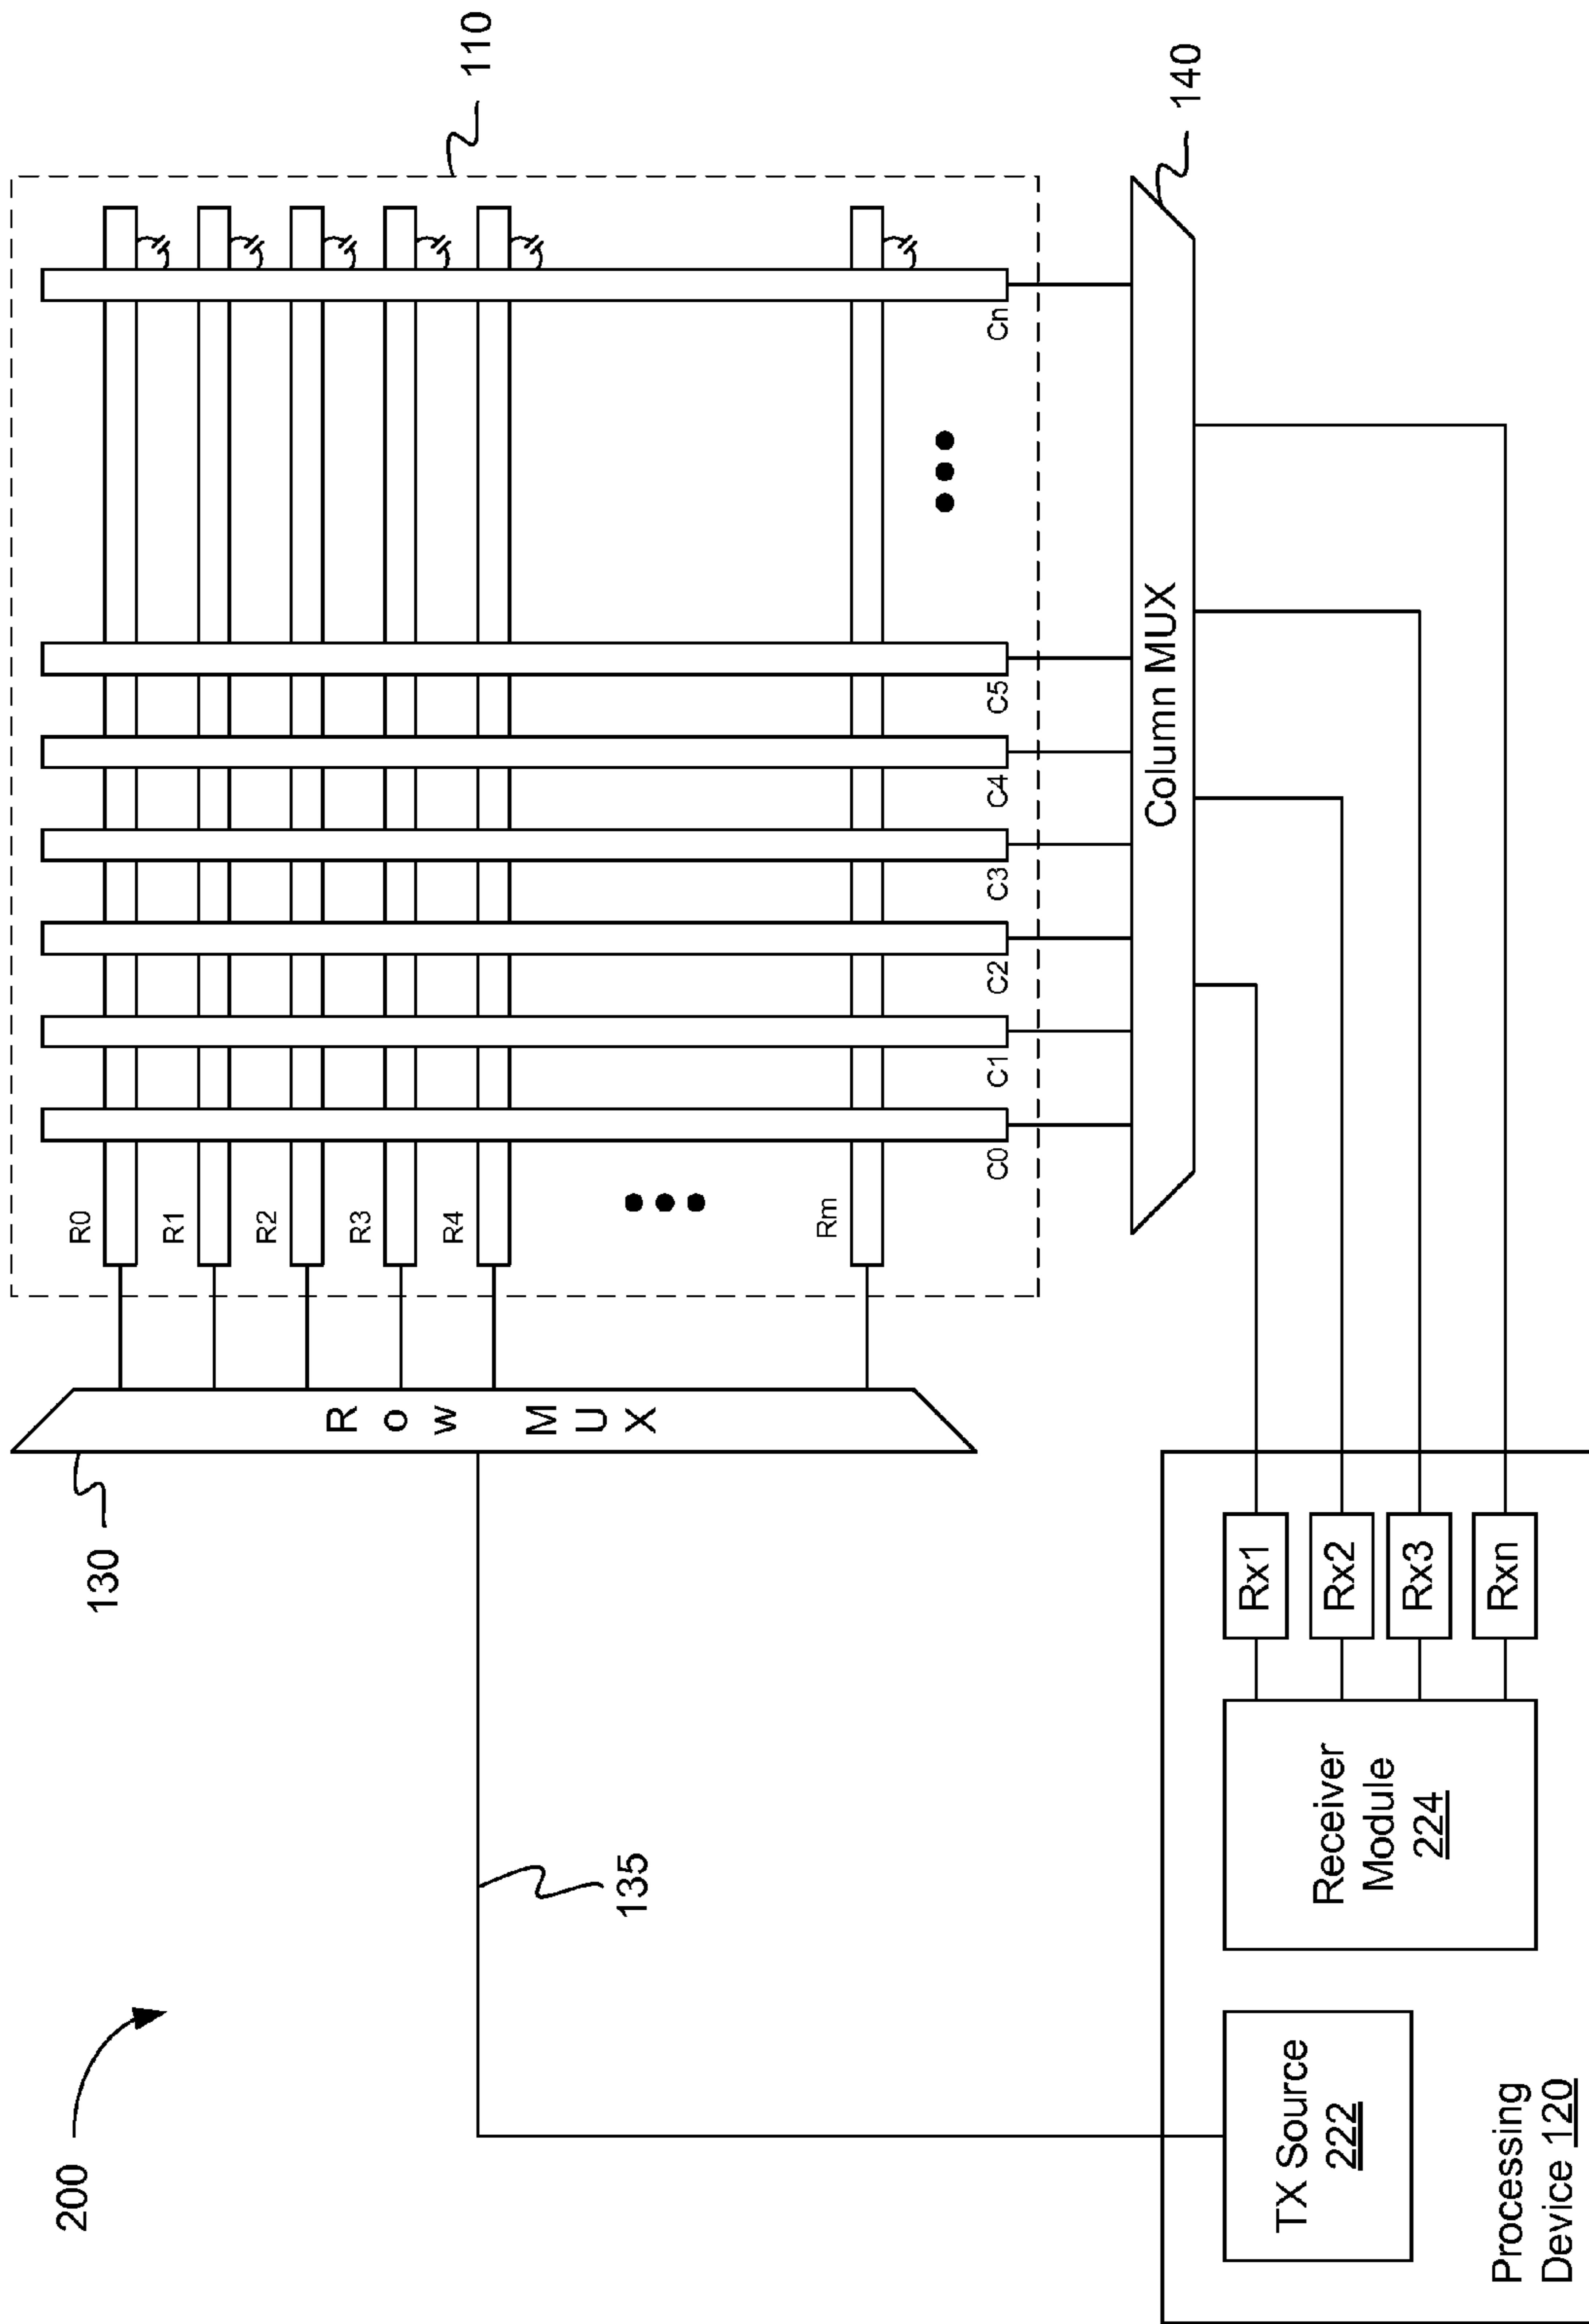 200
130
110
R0
R1
R2
R3
R4
Rm
Row MUX
C0
C1
C2
C3
C4
C5
Cn
135
140
Column MUX
TX Source
222
Receiver
Module
224
Rx1
Rx2
Rx3
Rxn
Processing
Device 120